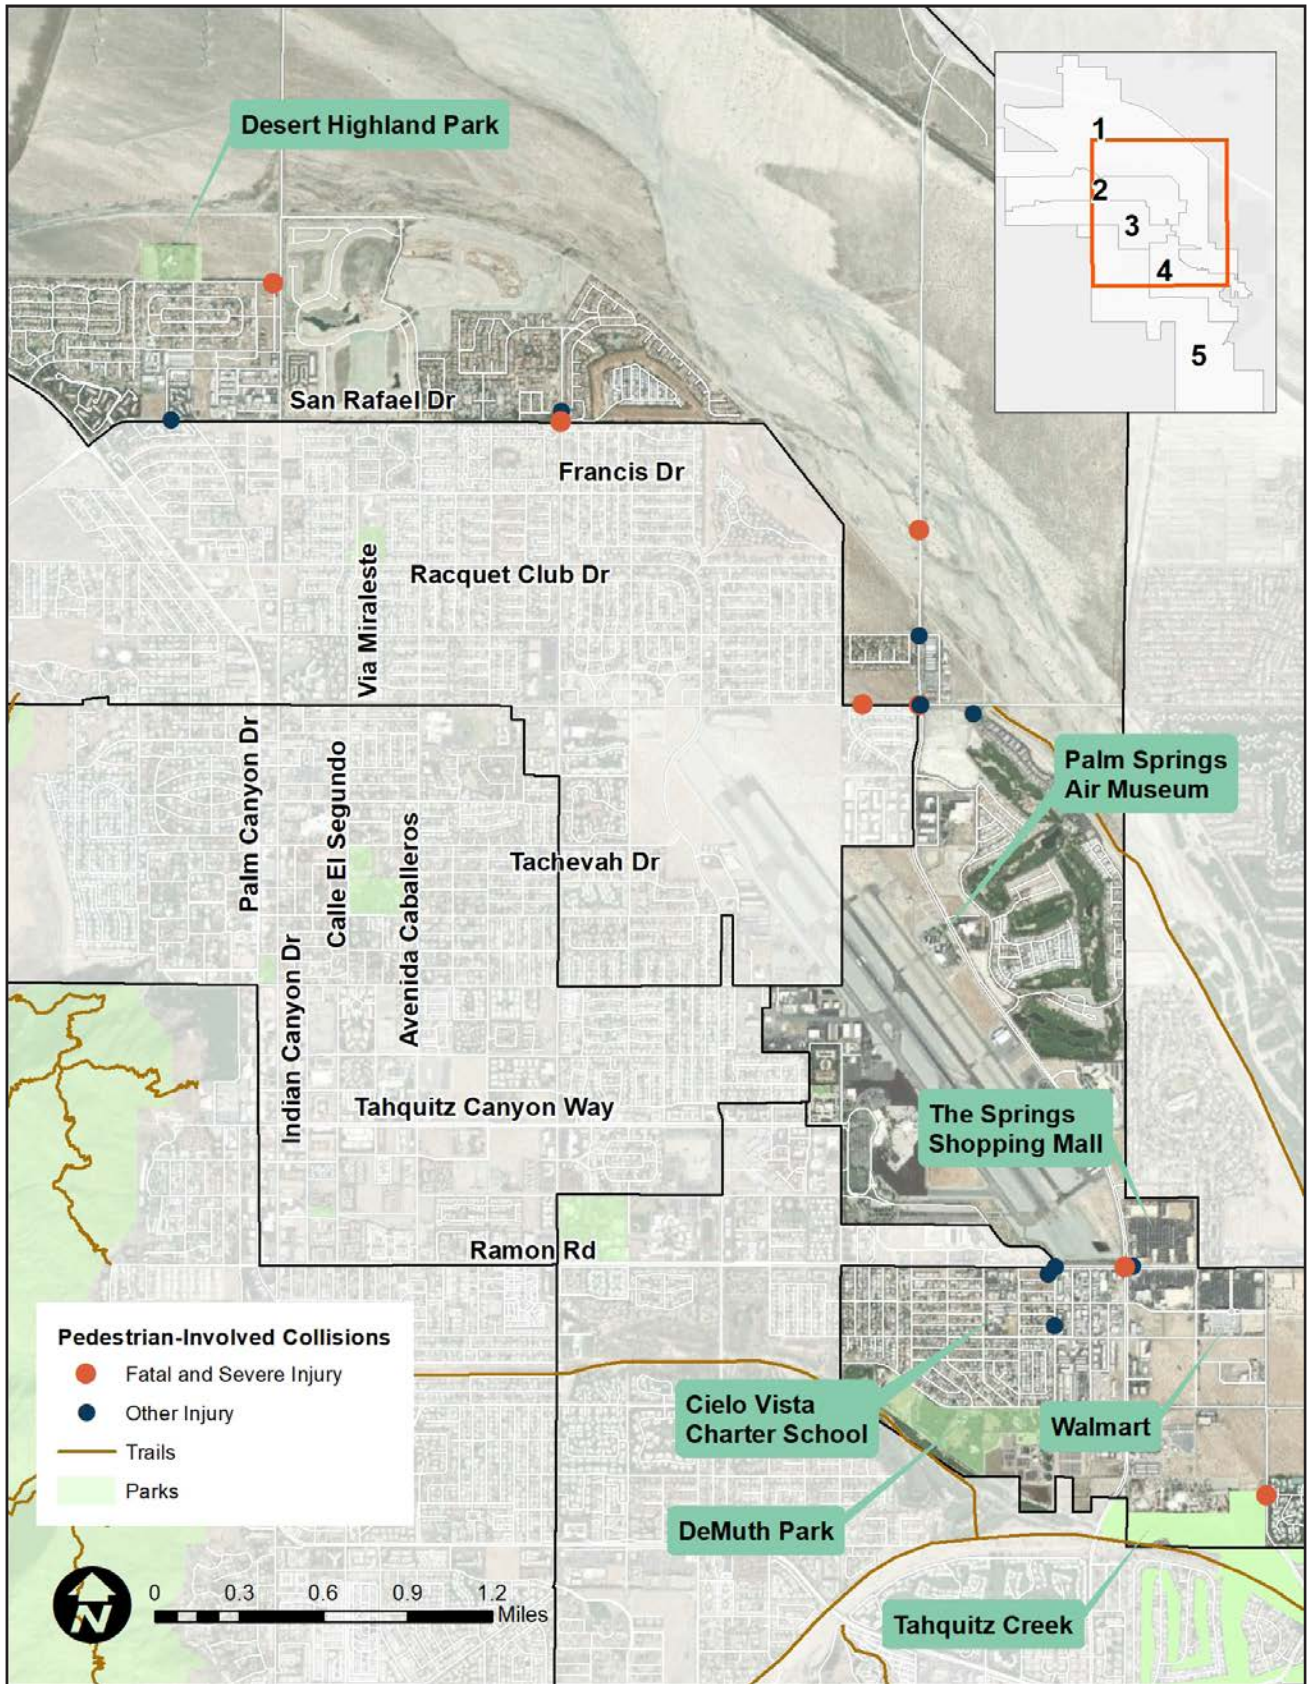 Desert Highland Park
1
2
3
4
5
San Rafael Dr
Francis Dr
Racquet Club Dr
Via Miraleste
Palm Springs
Air Museum
Palm Canyon Dr
Calle El Segundo
Avenida Caballeros
Tachevah Dr
Indian Canyon Dr
Tahquitz Canyon Way
The Springs
Shopping Mall
Ramon Rd
Pedestrian-Involved Collisions
Fatal and Severe Injury
Other Injury
Trails
Parks
Cielo Vista
Charter School
Walmart
DeMuth Park
Tahquitz Creek
N
0 0.3 0.6 0.9 1.2
Miles